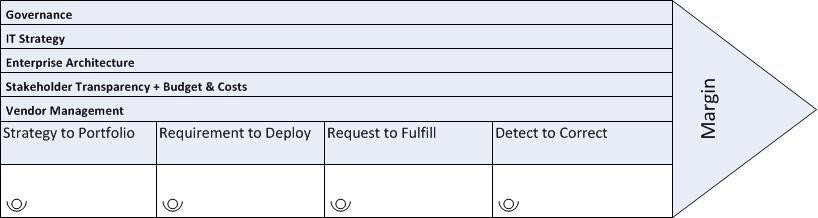 Governance
IT Strategy
Enterprise Architecture
Stakeholder Transparency + Budget & Costs
Vendor Management
Strategy to Portfolio
Requirement to Deploy
Request to Fulfill
Detect to Correct
Margin